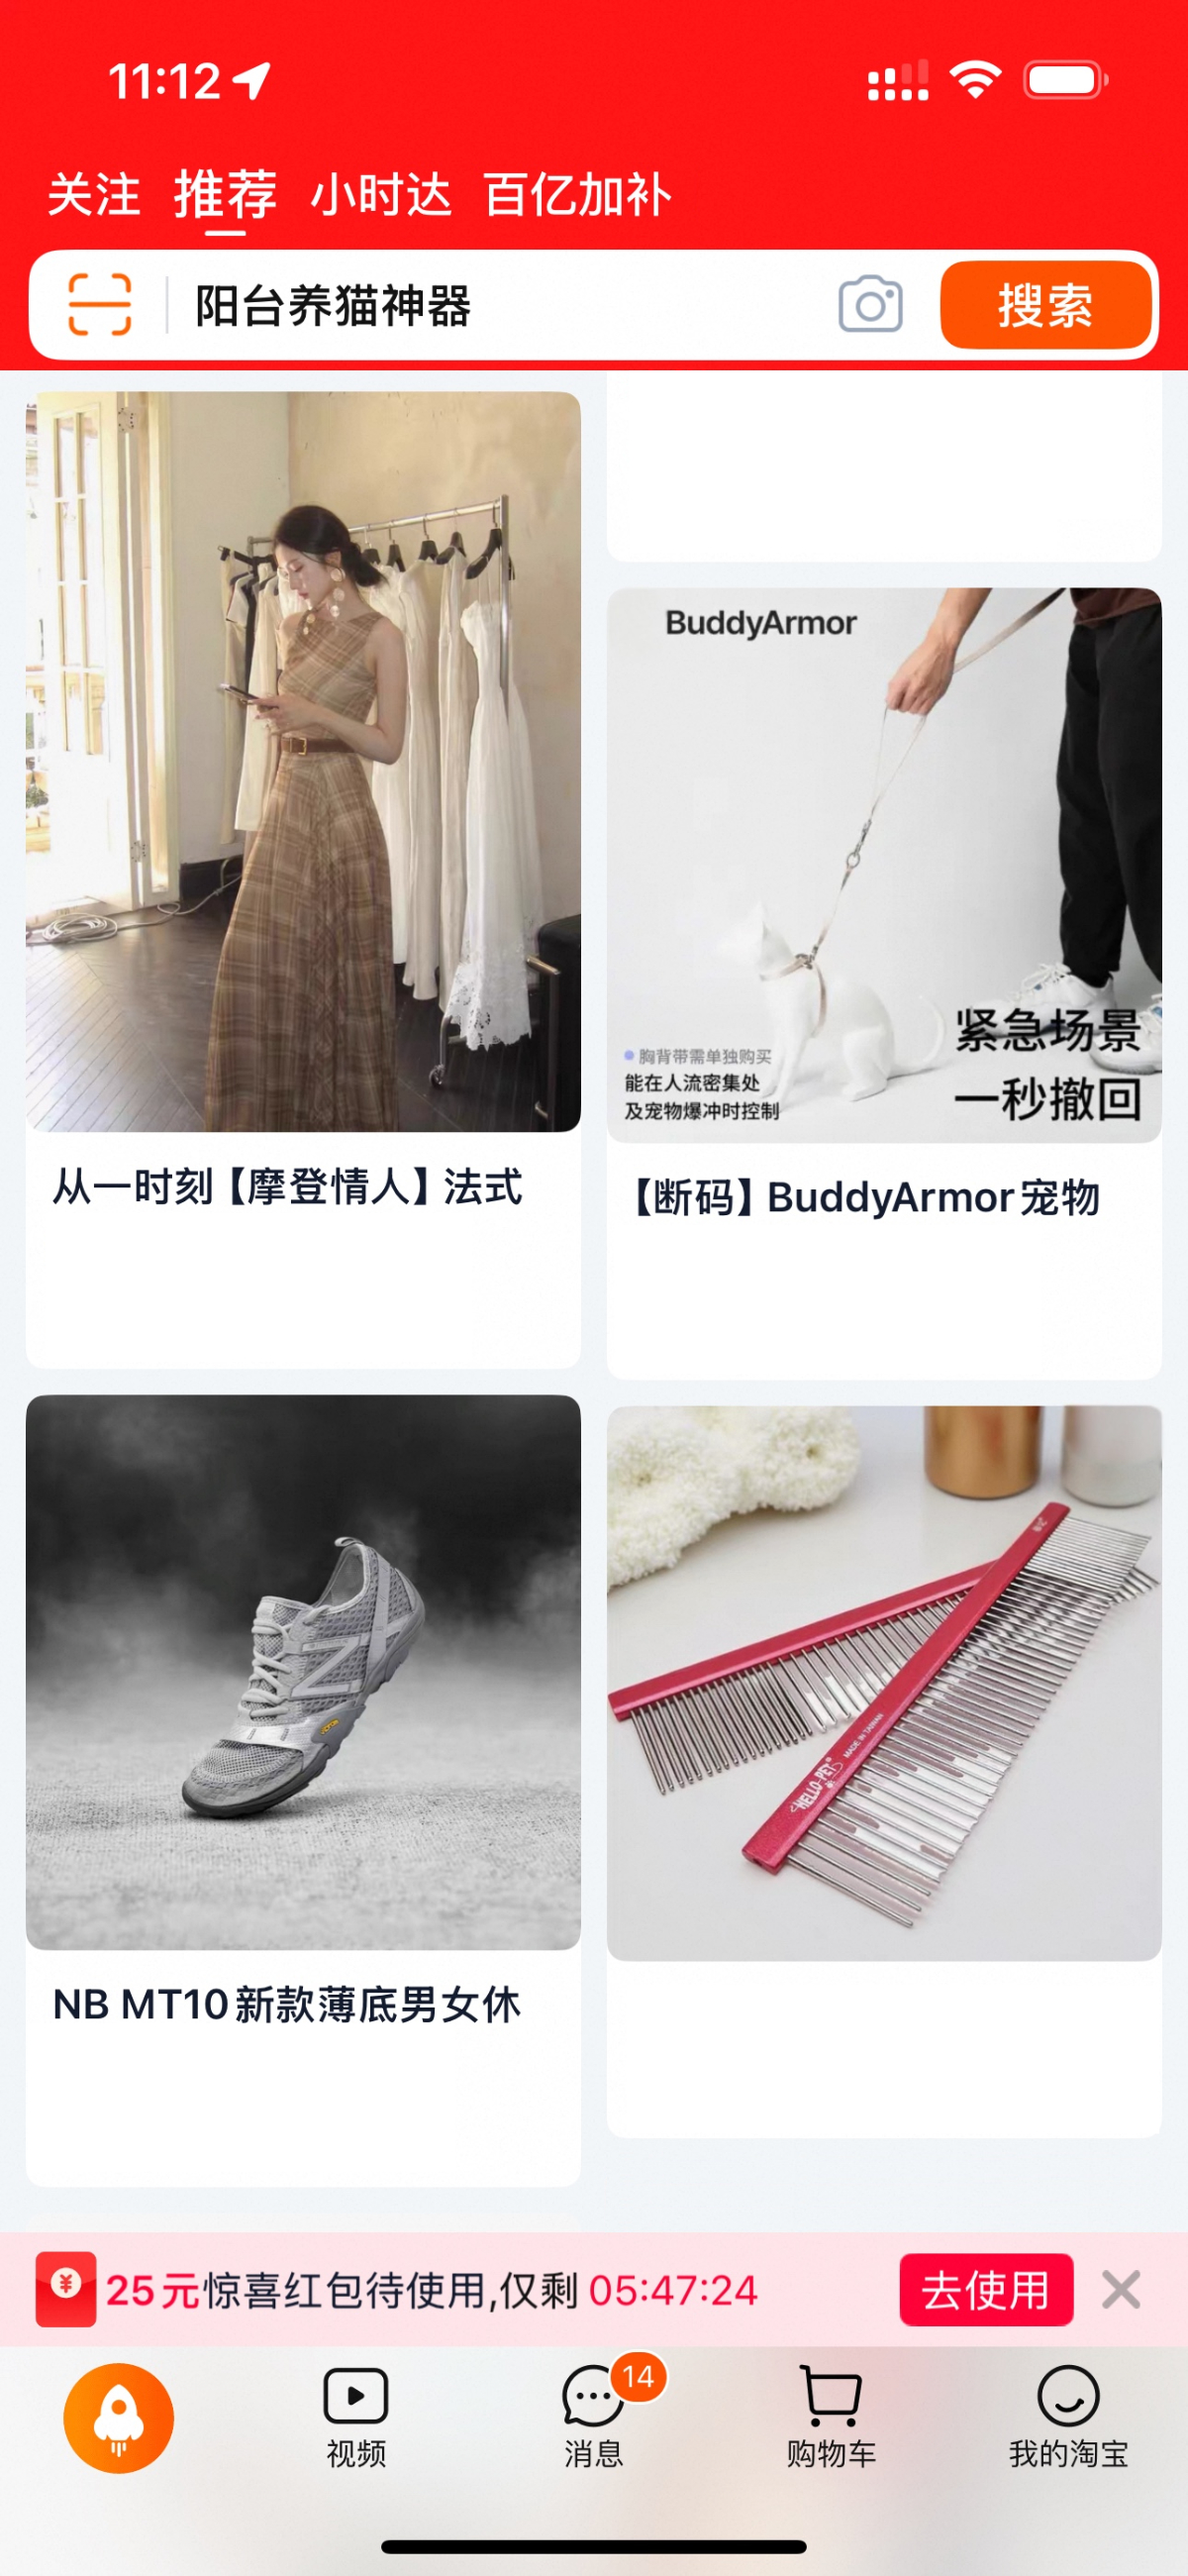 11:12
关注 推荐 小时达 百亿加补
阳台养猫神器
搜索
BuddyArmor
紧急场景
一秒撤回
胸背带需单独购买
能在人流密集处
及宠物爆冲时控制
从一时刻【摩登情人】法式
【断码】BuddyArmor宠物
HELLO-PET
MADE IN TAIWAN
NB MT10新款薄底男女休
25元惊喜红包待使用,仅剩 05:47:24
去使用
14
视频
消息
购物车
我的淘宝